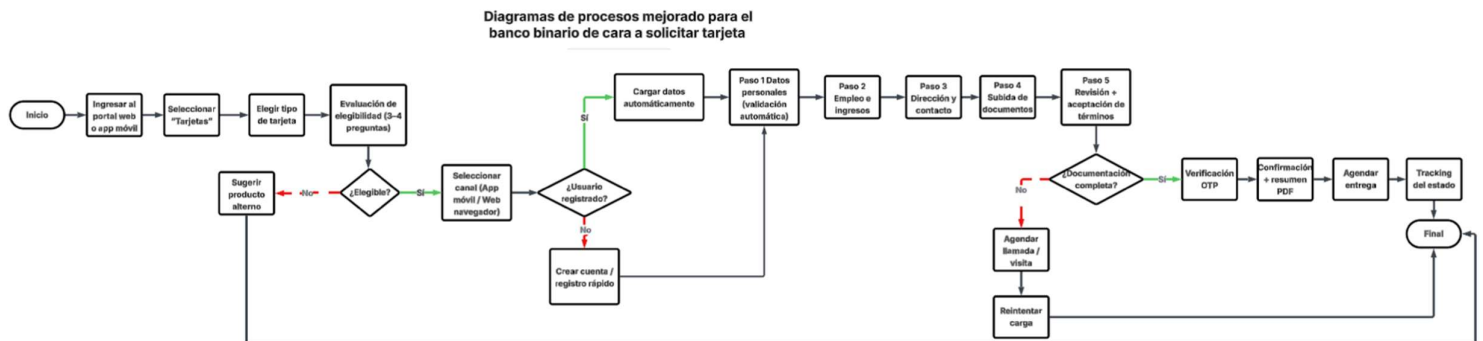 Diagramas de procesos mejorado para el
banco binario de cara a solicitar tarjeta
Inicio
Ingresar al
portal web
o app móvil
Seleccionar
"Tarjetas"
Elegir tipo
de tarjeta
Evaluación de
elegibilidad (3–4
preguntas)
¿Elegible?
No
Sugerir
producto
alterno
Sí
Seleccionar
canal (App
móvil / Web
navegador)
¿Usuario
registrado?
Sí
Cargar datos
automáticamente
No
Crear cuenta /
registro rápido
Paso 1 Datos
personales
(validación
automática)
Paso 2
Empleo e
ingresos
Paso 3
Dirección y
contacto
Paso 4
Subida de
documentos
Paso 5
Revisión +
aceptación de
términos
¿Documentación
completa?
No
Agendar
llamada /
visita
Reintentar
carga
Sí
Verificación
OTP
Confirmación
+ resumen
PDF
Agendar
entrega
Tracking
del estado
Final